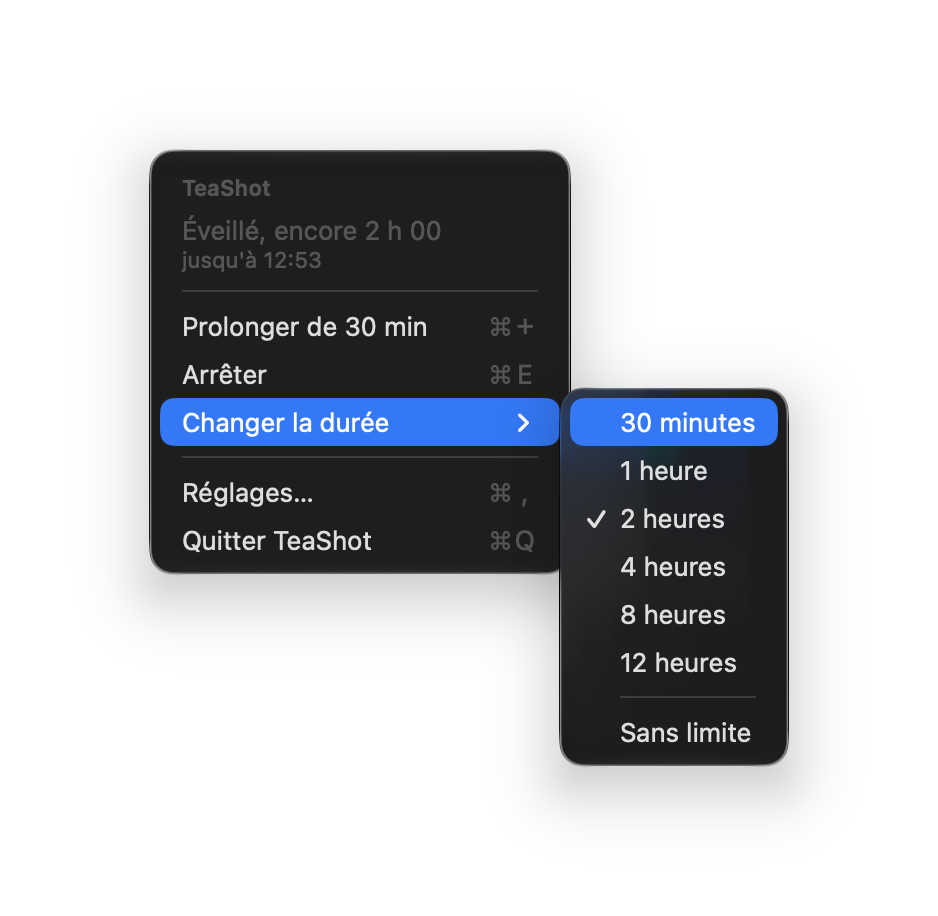 TeaShot
Éveillé, encore 2 h 00
jusqu'à 12:53
Prolonger de 30 min ⌘ +
Arrêter ⌘ E
Changer la durée
Réglages... ⌘ ,
Quitter TeaShot ⌘ Q
30 minutes
1 heure
✓ 2 heures
4 heures
8 heures
12 heures
Sans limite